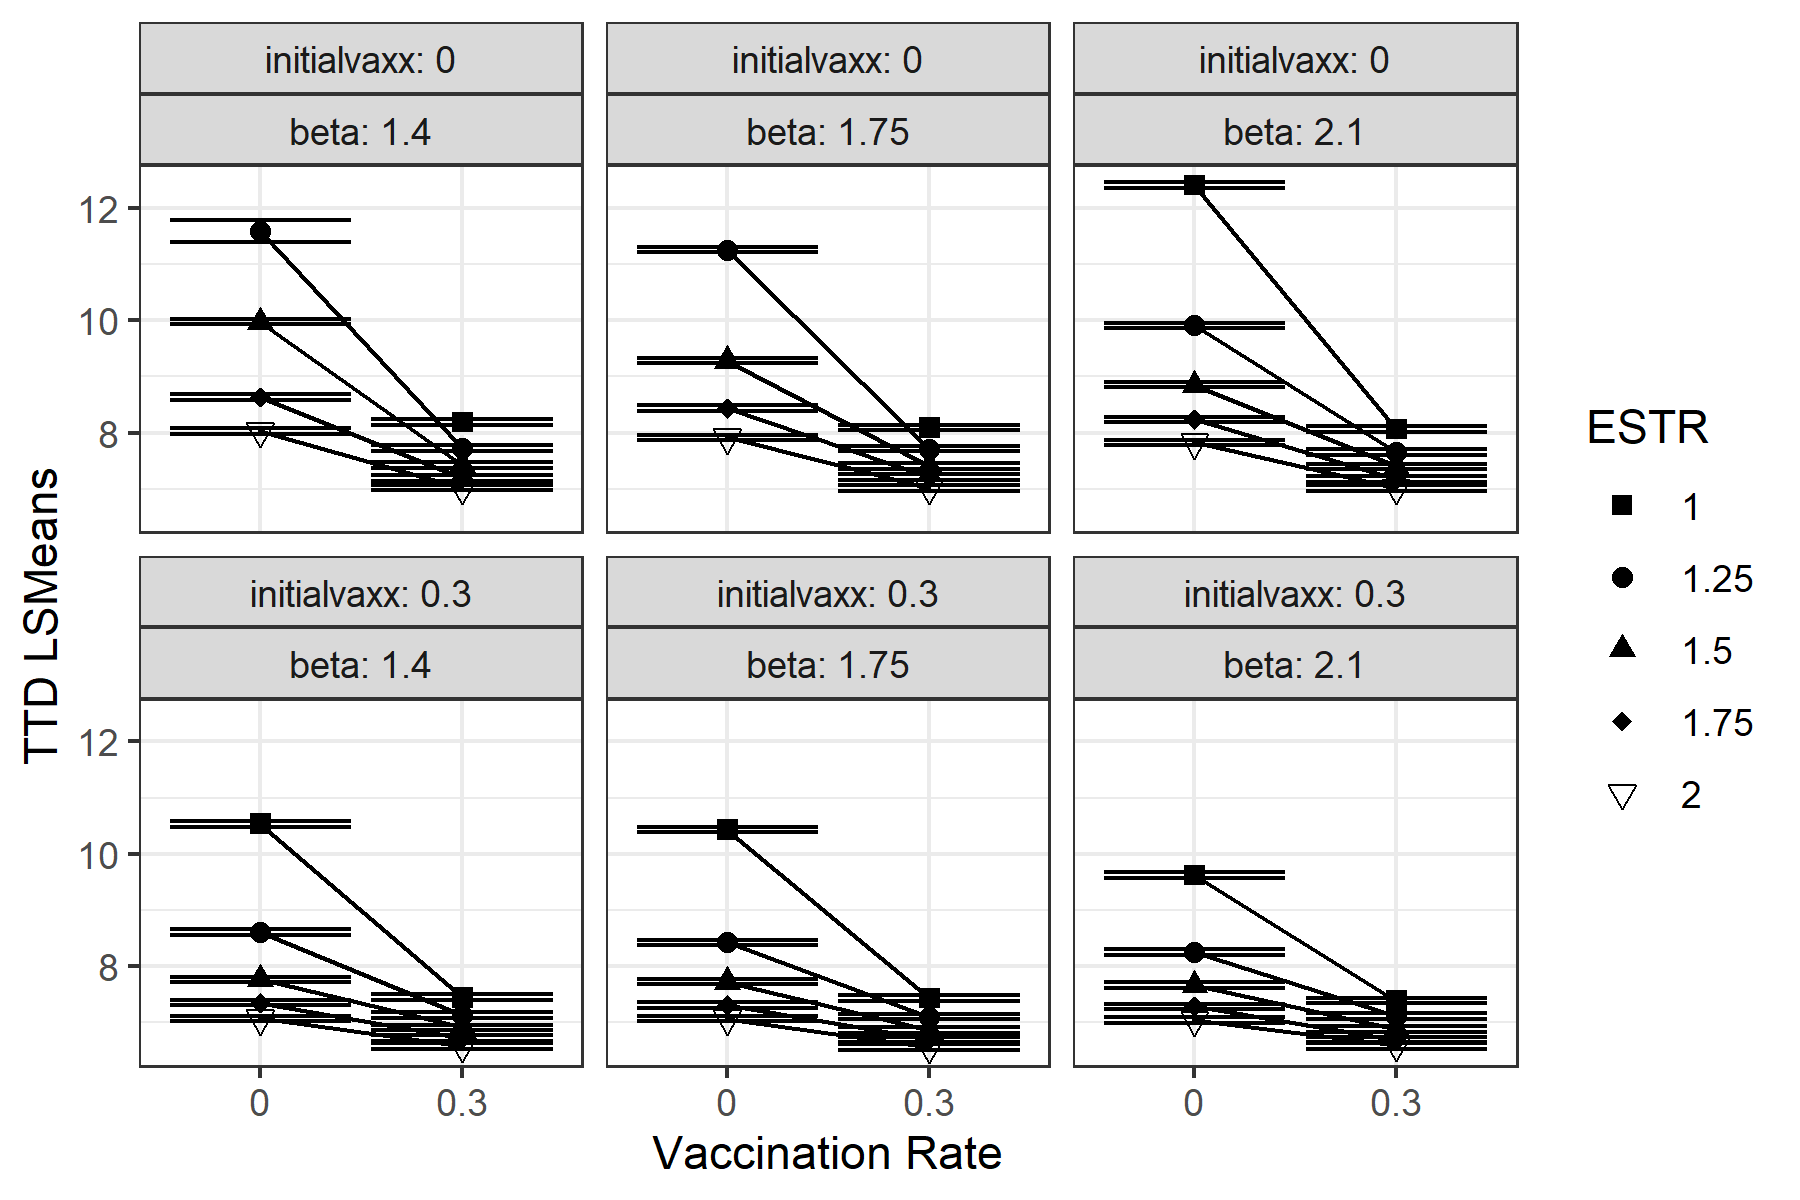 initialvaxx: 0
beta: 1.4
initialvaxx: 0
beta: 1.75
initialvaxx: 0
beta: 2.1
12
10
8
initialvaxx: 0.3
beta: 1.4
initialvaxx: 0.3
beta: 1.75
initialvaxx: 0.3
beta: 2.1
12
10
8
0
0.3
0
0.3
0
0.3
TTD LSMeans
Vaccination Rate
ESTR
1
1.25
1.5
1.75
2